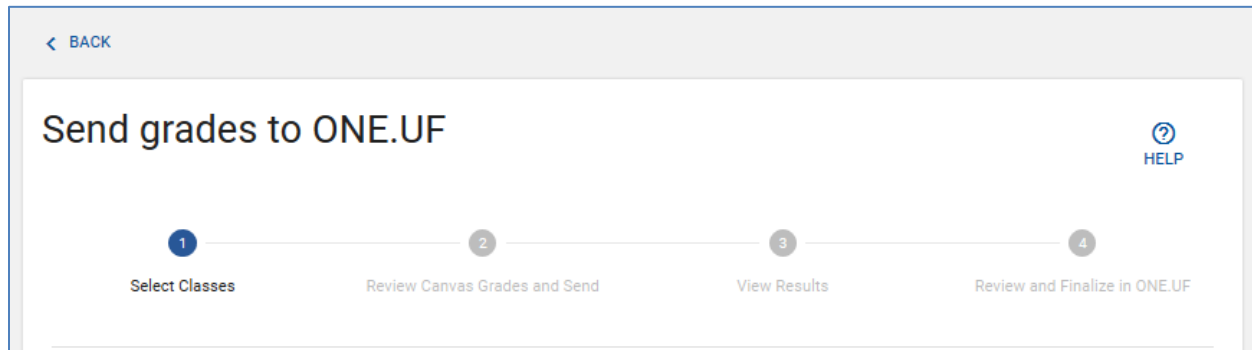 BACK
Send grades to ONE.UF
HELP
1
2
3
4
Select Classes
Review Canvas Grades and Send
View Results
Review and Finalize in ONE.UF